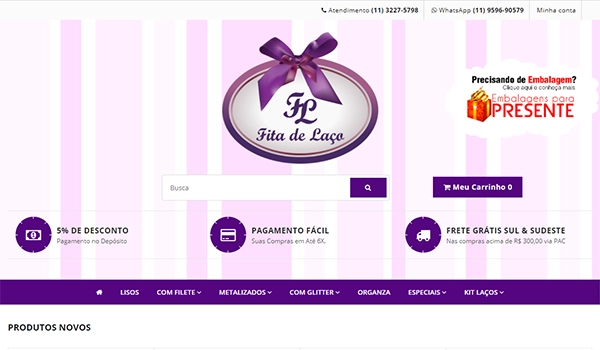 Atendimento (11) 3227-5798 WhatsApp (11) 9596-90579 Minha conta
FL
Fita de Laço
Precisando de Embalagem?
Clique aqui e conheça mais
Embalagens para
PRESENTE
Busca
Meu Carrinho 0
5% DE DESCONTO
Pagamento no Depósito
PAGAMENTO FÁCIL
Suas Compras em Até 6X.
FRETE GRÁTIS SUL & SUDESTE
Nas compras acima de R$ 300,00 via PAC
LISOS COM FILETE METALIZADOS COM GLITTER ORGANZA ESPECIAIS KIT LAÇOS
PRODUTOS NOVOS